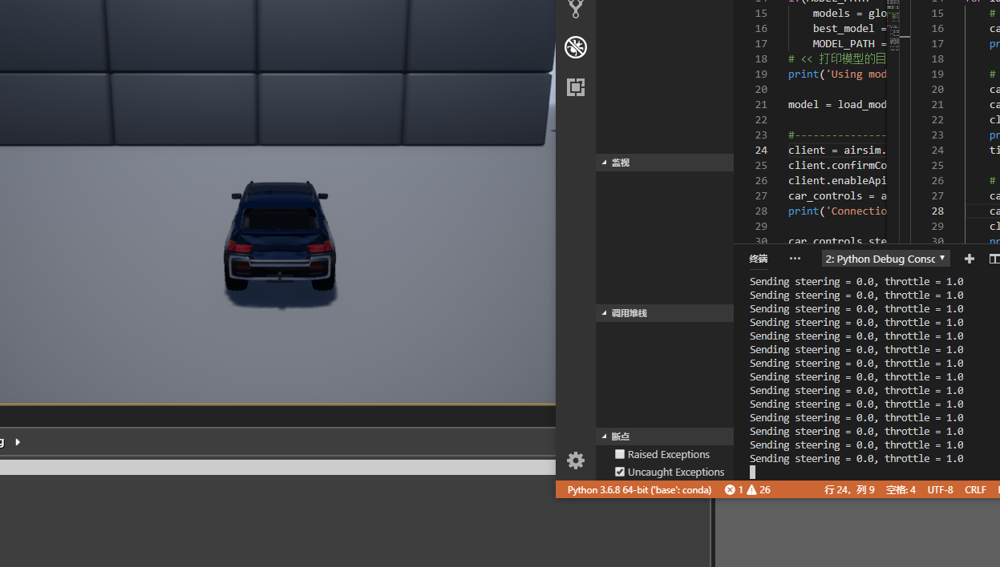 g
14 if(MODEL_PATH
15 models = glo
16 best_model =
17 MODEL_PATH =
18 # << 打印模型的目
19 print('Using mod
20
21 model = load_mod
22
23 #----------------
24 client = airsim.
25 client.confirmCo
26 client.enableApi
27 car_controls = a
28 print('Connectio
29
30 car_controls.ste
14
15 #
16 ca
17 pr
18
19 #
20 ca
21 ca
22 cl
23 pr
24 ti
25
26 #
27 ca
28 ca
29 cl
30 pr
监视
调用堆栈
断点
Raised Exceptions
Uncaught Exceptions
终端 ··· 2: Python Debug Consc
Sending steering = 0.0, throttle = 1.0
Sending steering = 0.0, throttle = 1.0
Sending steering = 0.0, throttle = 1.0
Sending steering = 0.0, throttle = 1.0
Sending steering = 0.0, throttle = 1.0
Sending steering = 0.0, throttle = 1.0
Sending steering = 0.0, throttle = 1.0
Sending steering = 0.0, throttle = 1.0
Sending steering = 0.0, throttle = 1.0
Sending steering = 0.0, throttle = 1.0
Sending steering = 0.0, throttle = 1.0
Sending steering = 0.0, throttle = 1.0
Sending steering = 0.0, throttle = 1.0
Sending steering = 0.0, throttle = 1.0
Python 3.6.8 64-bit ('base': conda) 1 26 行 24，列 9 空格: 4 UTF-8 CRLF